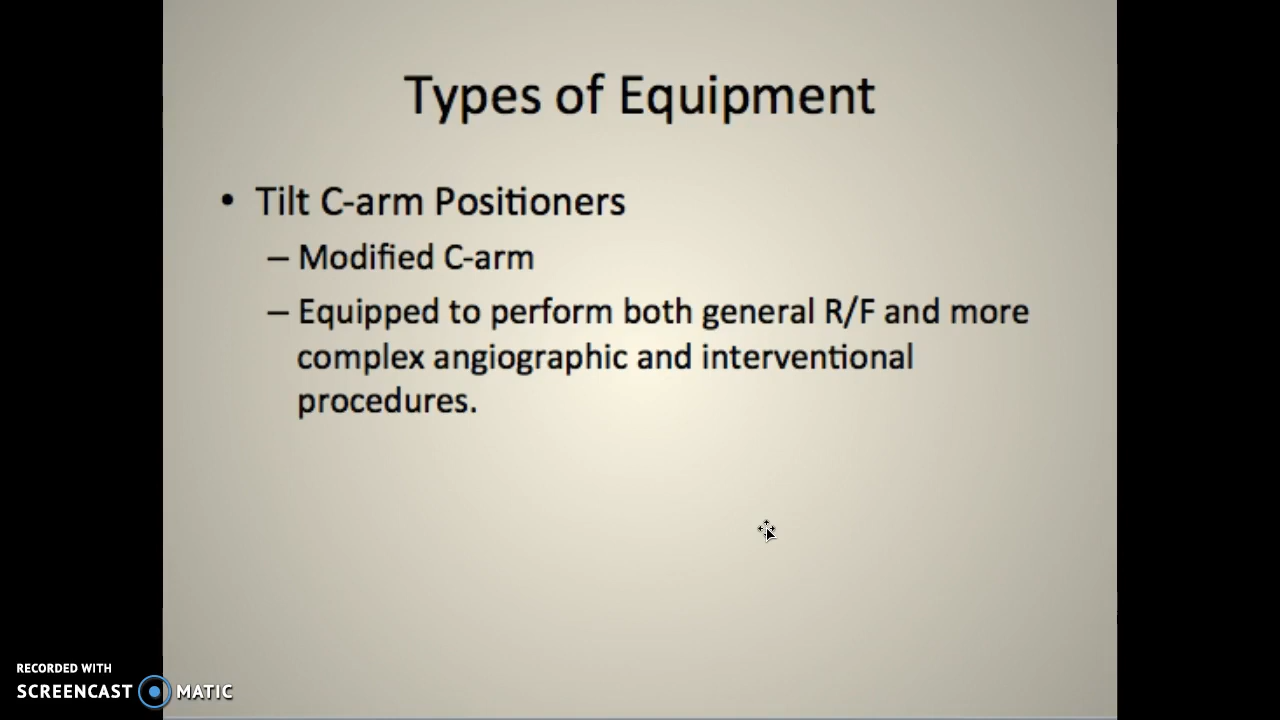 Types of Equipment
• Tilt C-arm Positioners
– Modified C-arm
– Equipped to perform both general R/F and more
complex angiographic and interventional
procedures.
RECORDED WITH
SCREENCAST MATIC